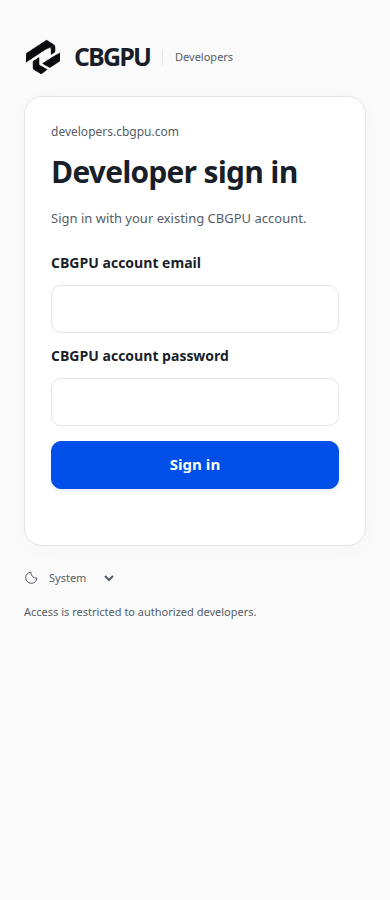 CBGPU
Developers
developers.cbgpu.com
Developer sign in
Sign in with your existing CBGPU account.
CBGPU account email
CBGPU account password
Sign in
System
Access is restricted to authorized developers.